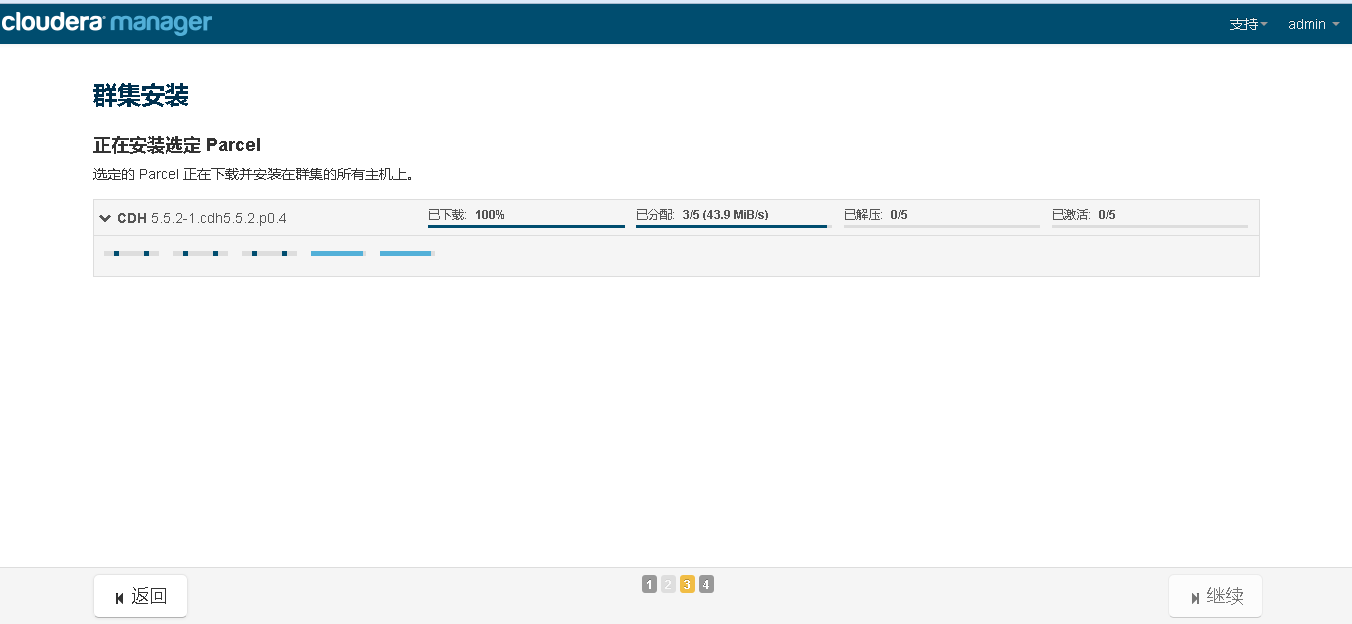 cloudera manager 支持 admin
群集安装
正在安装选定 Parcel
选定的 Parcel 正在下载并安装在群集的所有主机上。
CDH 5.5.2-1.cdh5.5.2.p0.4 已下载: 100% 已分配: 3/5 (43.9 MiB/s) 已解压: 0/5 已激活: 0/5
返回 1 2 3 4 继续